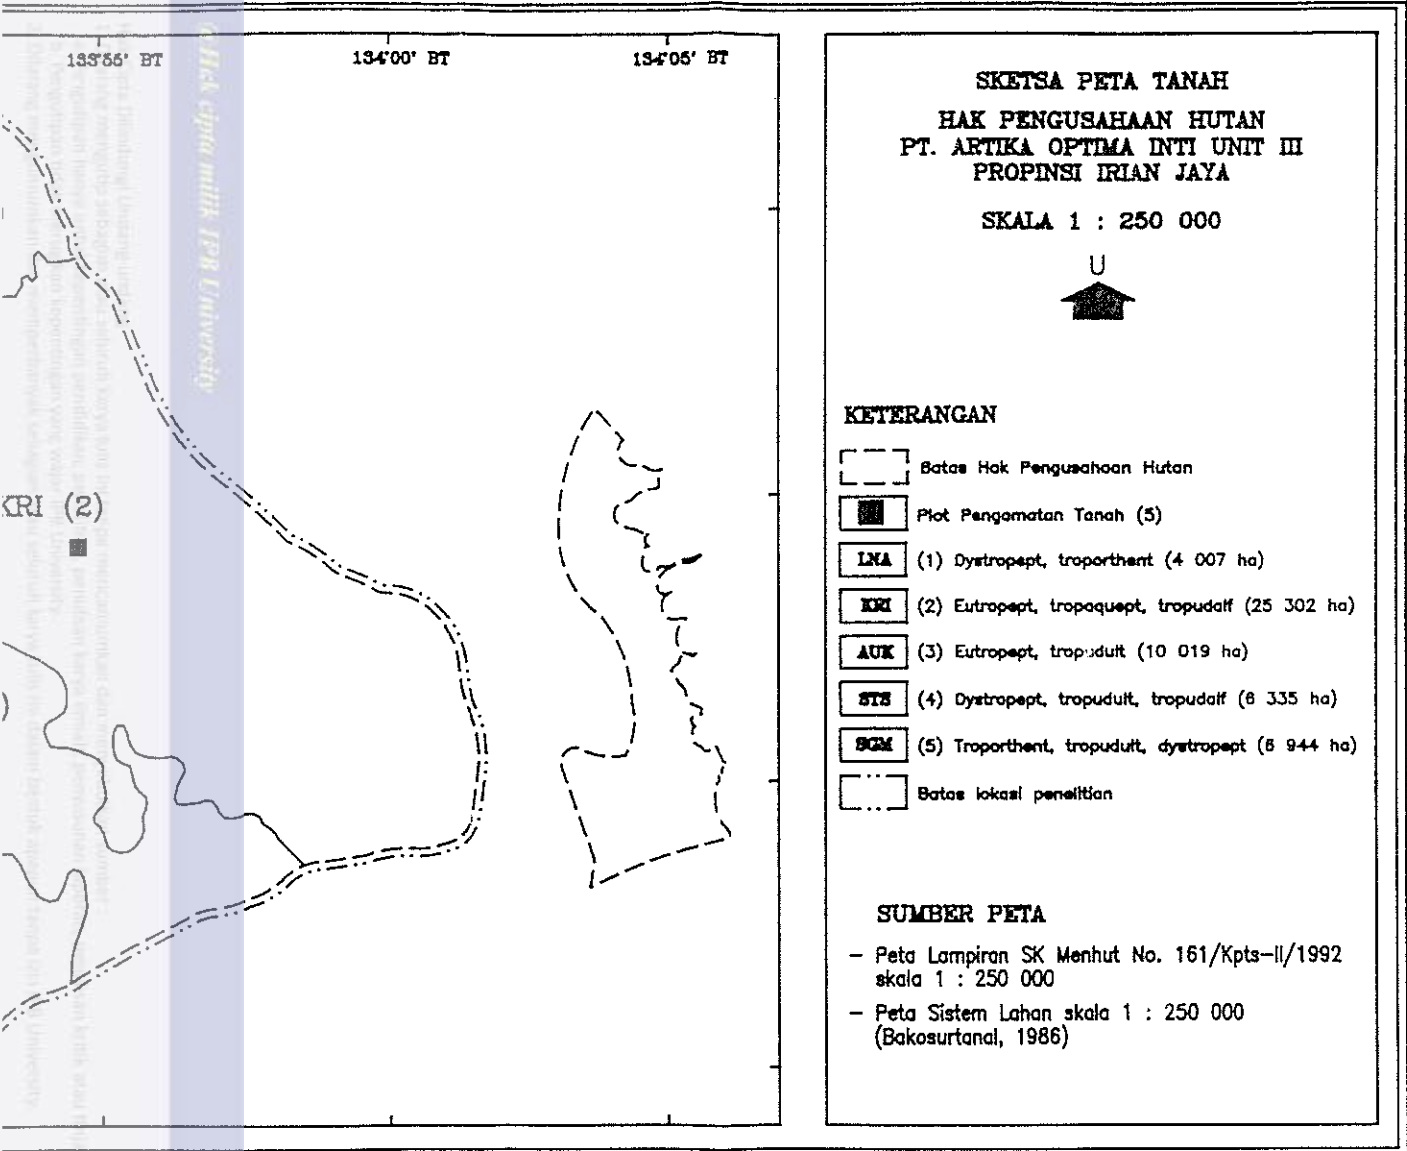 133°55' BT
134°00' BT
134°05' BT
KRI (2)
SKETSA PETA TANAH
HAK PENGUSAHAAN HUTAN
PT. ARTIKA OPTIMA INTI UNIT III
PROPINSI IRIAN JAYA
SKALA 1 : 250 000
U
KETERANGAN
Batas Hak Pengusahaan Hutan
Plot Pengamatan Tanah (5)
LNA (1) Dystropept, troporthent (4 007 ha)
KRI (2) Eutropept, tropaquept, tropudalf (25 302 ha)
AUK (3) Eutropept, tropudult (10 019 ha)
STS (4) Dystropept, tropudult, tropudalf (6 335 ha)
SGM (5) Troporthent, tropudult, dystropept (6 944 ha)
Batas lokasi penelitian
SUMBER PETA
– Peta Lampiran SK Menhut No. 161/Kpts–II/1992
skala 1 : 250 000
– Peta Sistem Lahan skala 1 : 250 000
(Bakosurtanal, 1986)
@Hak cipta milik IPB University